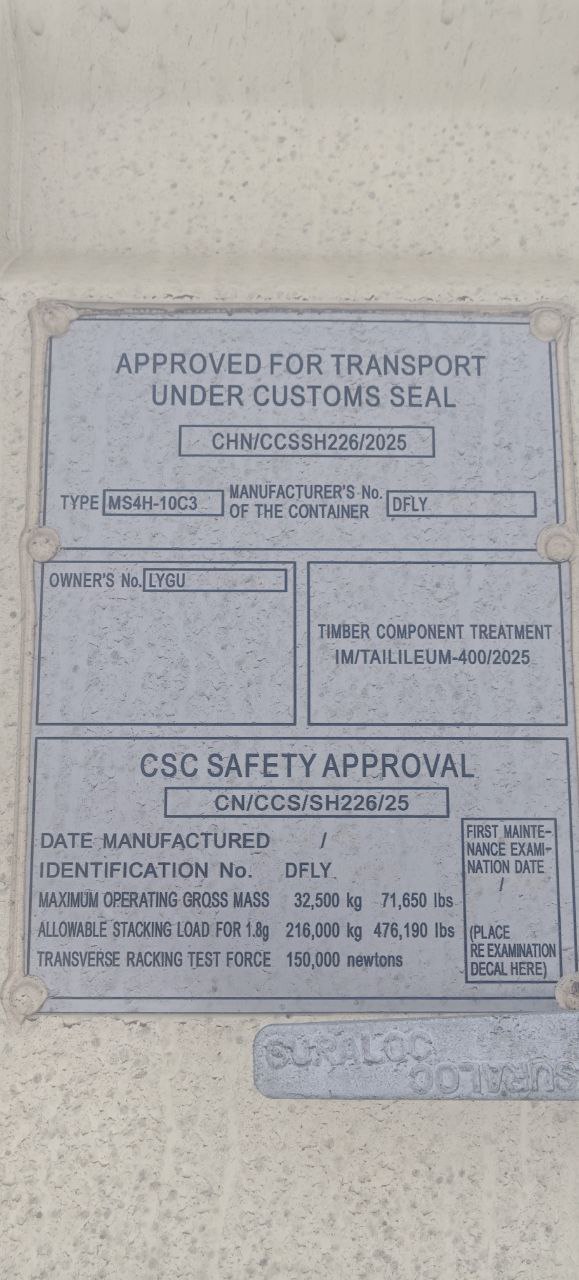 APPROVED FOR TRANSPORT
UNDER CUSTOMS SEAL
CHN/CCSSH226/2025
TYPE MS4H-10C3 MANUFACTURER'S No. OF THE CONTAINER DFLY
OWNER'S No. LYGU
TIMBER COMPONENT TREATMENT
IM/TAILILEUM-400/2025
CSC SAFETY APPROVAL
CN/CCS/SH226/25
DATE MANUFACTURED /
IDENTIFICATION No. DFLY
MAXIMUM OPERATING GROSS MASS 32,500 kg 71,650 lbs
ALLOWABLE STACKING LOAD FOR 1.8g 216,000 kg 476,190 lbs
TRANSVERSE RACKING TEST FORCE 150,000 newtons
FIRST MAINTE-
NANCE EXAMI-
NATION DATE
/
(PLACE
RE EXAMINATION
DECAL HERE)
SURALOC
SURALOC